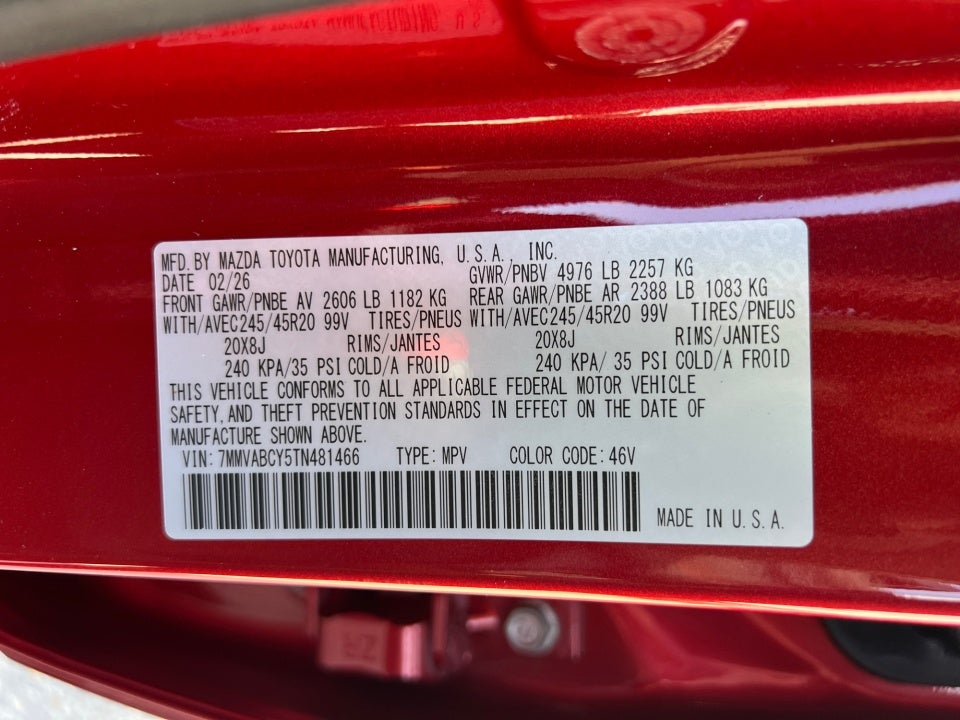 MFD. BY MAZDA TOYOTA MANUFACTURING, U.S.A., INC.
DATE 02/26 GVWR/PNBV 4976 LB 2257 KG
FRONT GAWR/PNBE AV 2606 LB 1182 KG REAR GAWR/PNBE AR 2388 LB 1083 KG
WITH/AVEC245/45R20 99V TIRES/PNEUS WITH/AVEC245/45R20 99V TIRES/PNEUS
20X8J RIMS/JANTES 20X8J RIMS/JANTES
240 KPA/35 PSI COLD/A FROID 240 KPA/ 35 PSI COLD/A FROID
THIS VEHICLE CONFORMS TO ALL APPLICABLE FEDERAL MOTOR VEHICLE
SAFETY, AND THEFT PREVENTION STANDARDS IN EFFECT ON THE DATE OF
MANUFACTURE SHOWN ABOVE.
VIN: 7MMVABCY5TN481466 TYPE: MPV COLOR CODE: 46V
MADE IN U.S.A.